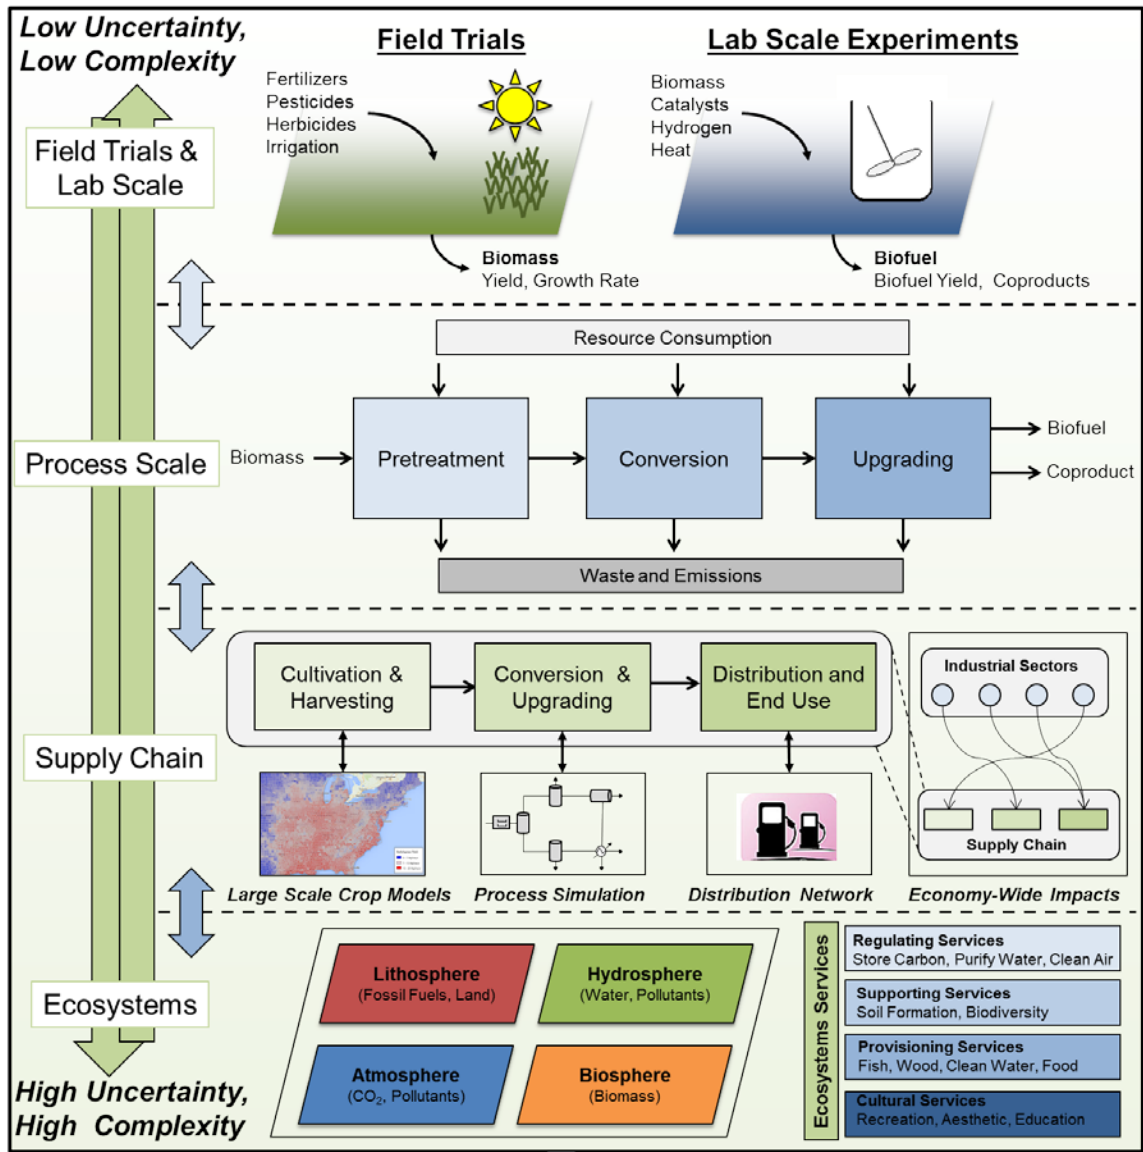 Low Uncertainty,
Low Complexity
Field Trials
Lab Scale Experiments
Fertilizers
Pesticides
Herbicides
Irrigation
Biomass
Catalysts
Hydrogen
Heat
Field Trials &
Lab Scale
Biomass
Yield, Growth Rate
Biofuel
Biofuel Yield, Coproducts
Resource Consumption
Process Scale
Biomass
Pretreatment
Conversion
Upgrading
Biofuel
Coproduct
Waste and Emissions
Supply Chain
Cultivation &
Harvesting
Conversion &
Upgrading
Distribution and
End Use
Industrial Sectors
Supply Chain
Large Scale Crop Models
Process Simulation
Distribution Network
Economy-Wide Impacts
Ecosystems
Lithosphere
(Fossil Fuels, Land)
Hydrosphere
(Water, Pollutants)
Atmosphere
(CO₂, Pollutants)
Biosphere
(Biomass)
Ecosystems Services
Regulating Services
Store Carbon, Purify Water, Clean Air
Supporting Services
Soil Formation, Biodiversity
Provisioning Services
Fish, Wood, Clean Water, Food
Cultural Services
Recreation, Aesthetic, Education
High Uncertainty,
High Complexity